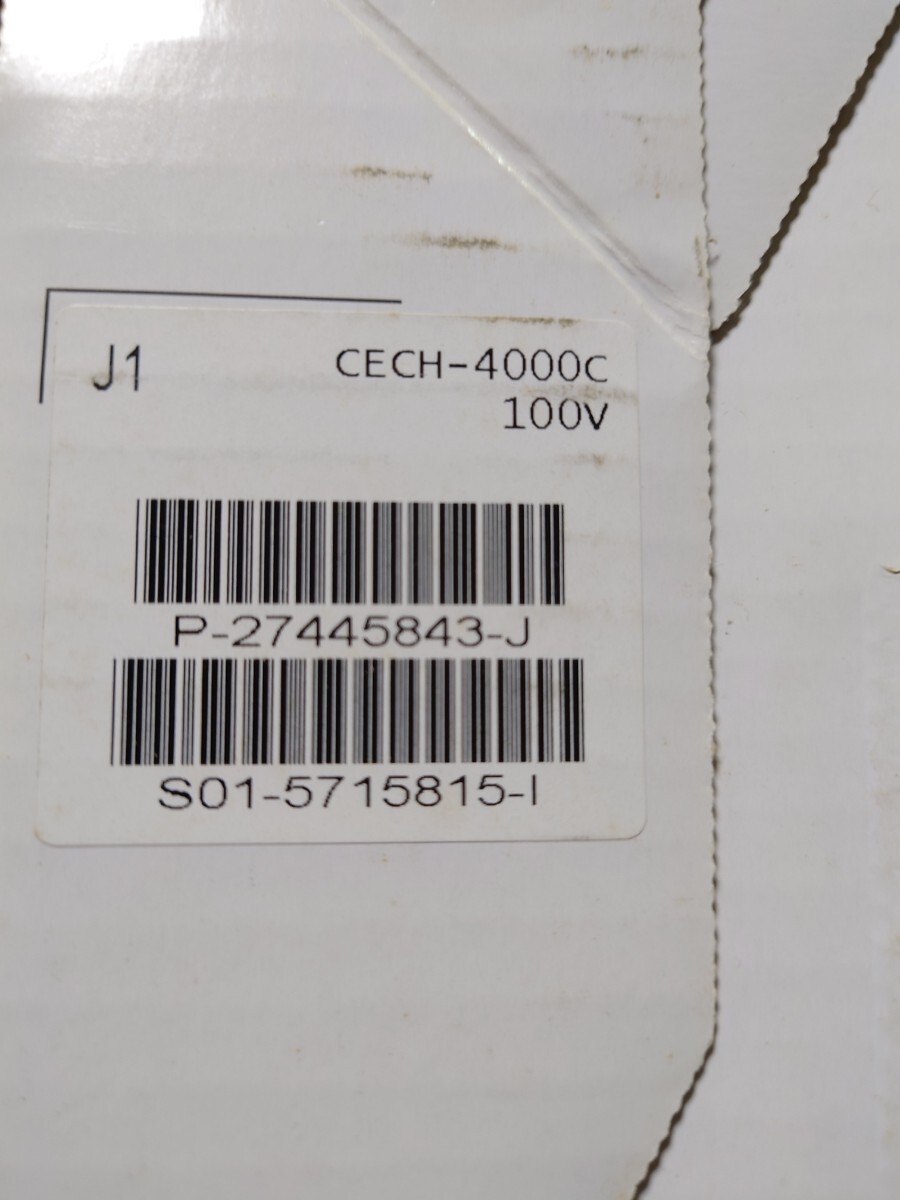 J1
CECH-4000C
100V
P-27445843-J
S01-5715815-I